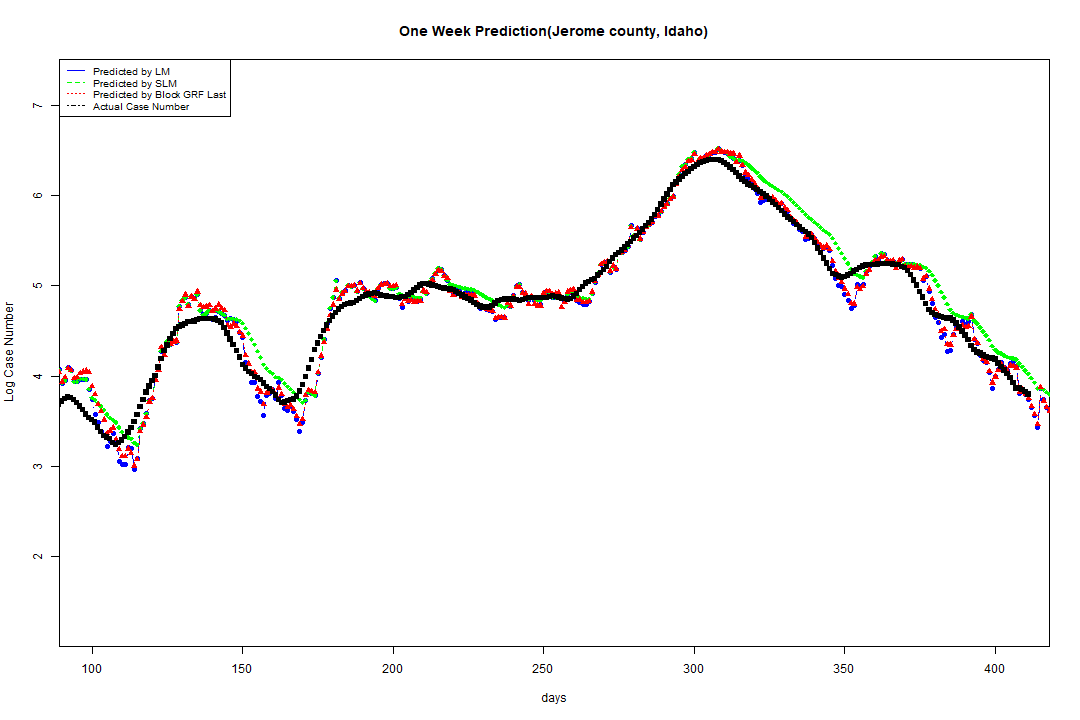 One Week Prediction(Jerome county, Idaho)
Predicted by LM
Predicted by SLM
Predicted by Block GRF Last
Actual Case Number
7
6
5
4
3
2
Log Case Number
100 150 200 250 300 350 400
days